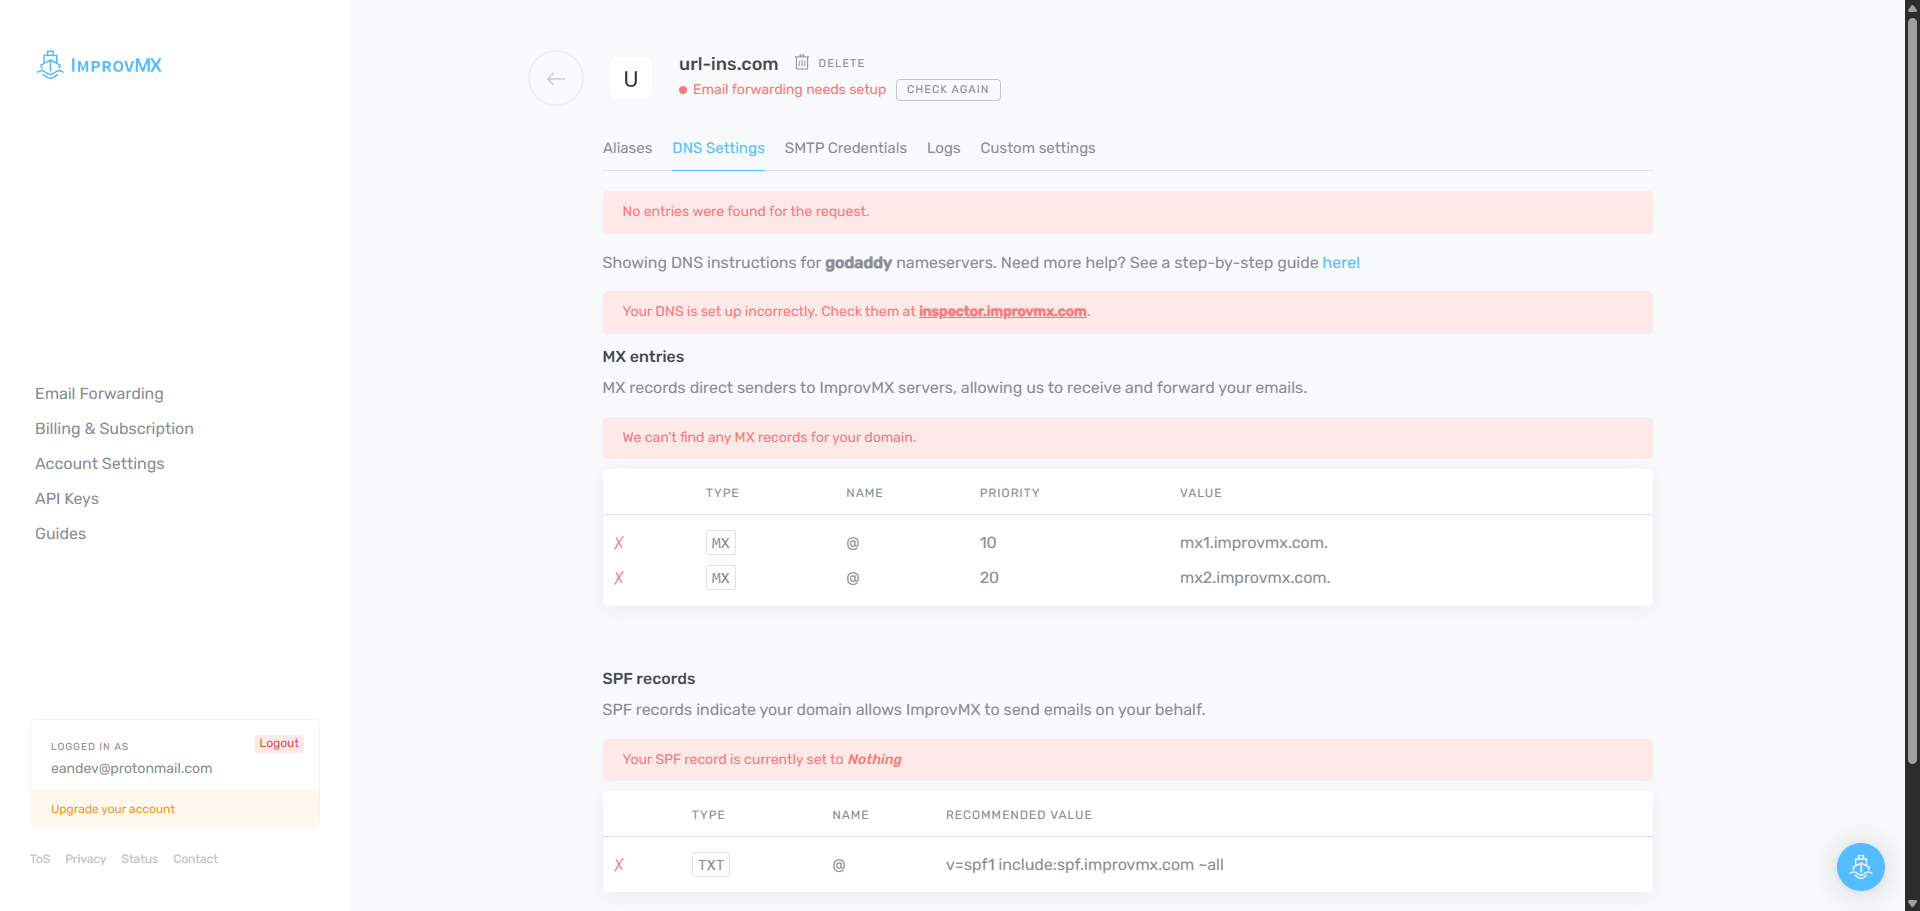 IMPROVMX
Email Forwarding
Billing & Subscription
Account Settings
API Keys
Guides
LOGGED IN AS
Logout
eandev@protonmail.com
Upgrade your account
ToS Privacy Status Contact
U
url-ins.com
DELETE
Email forwarding needs setup
CHECK AGAIN
Aliases DNS Settings SMTP Credentials Logs Custom settings
No entries were found for the request.
Showing DNS instructions for godaddy nameservers. Need more help? See a step-by-step guide here!
Your DNS is set up incorrectly. Check them at inspector.improvmx.com.
MX entries
MX records direct senders to ImprovMX servers, allowing us to receive and forward your emails.
We can't find any MX records for your domain.
TYPE NAME PRIORITY VALUE
✗ MX @ 10 mx1.improvmx.com.
✗ MX @ 20 mx2.improvmx.com.
SPF records
SPF records indicate your domain allows ImprovMX to send emails on your behalf.
Your SPF record is currently set to Nothing
TYPE NAME RECOMMENDED VALUE
✗ TXT @ v=spf1 include:spf.improvmx.com ~all